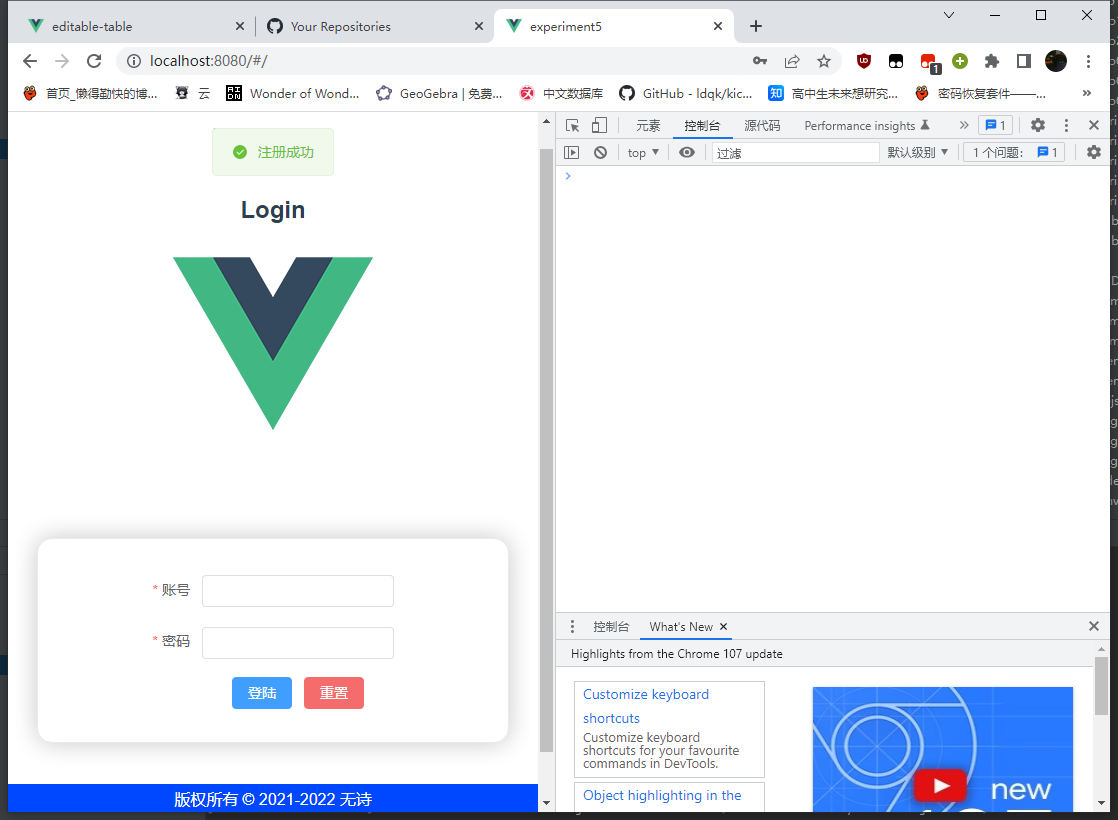 editable-table
Your Repositories
experiment5
localhost:8080/#/
1
首页_懒得勤快的博...
云
Wonder of Wond...
GeoGebra | 免费...
中文数据库
GitHub - ldqk/kic...
高中生未来想研究...
密码恢复套件——...
»
元素
控制台
源代码
Performance insights
»
1
top
过滤
默认级别
1 个问题:
1
注册成功
Login
* 账号
* 密码
登陆
重置
版权所有 © 2021-2022 无诗
控制台
What's New
Highlights from the Chrome 107 update
Customize keyboard
shortcuts
Customize keyboard
shortcuts for your favourite
commands in DevTools.
Object highlighting in the
new